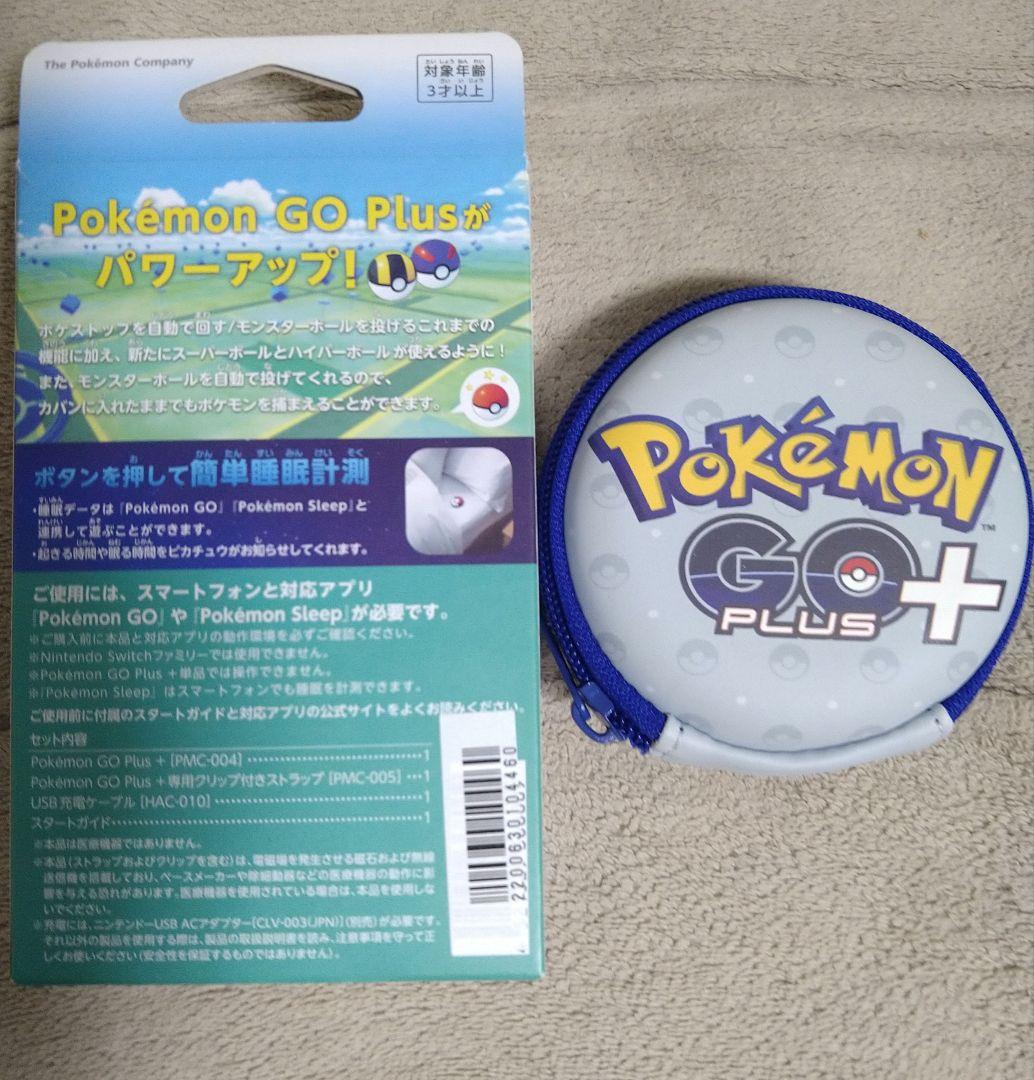 The Pokémon Company
対象年齢
3才以上
Pokémon GO Plusが
パワーアップ!
ポケストップを自動で回す/モンスターボールを投げるこれまでの
機能に加え、新たにスーパーボールとハイパーボールが使えるように!
また、モンスターボールを自動で投げてくれるので、
カバンに入れたままでもポケモンを捕まえることができます。
ボタンを押して簡単睡眠計測
・睡眠データは『Pokémon GO』『Pokémon Sleep』と
連携して遊ぶことができます。
・起きる時間や眠る時間をピカチュウがお知らせしてくれます。
ご使用には、スマートフォンと対応アプリ
『Pokémon GO』や『Pokémon Sleep』が必要です。
※ご購入前に本品と対応アプリの動作環境を必ずご確認ください。
※Nintendo Switchファミリーでは使用できません。
※Pokémon GO Plus +単品では操作できません。
※『Pokémon Sleep』はスマートフォンでも睡眠を計測できます。
ご使用前に付属のスタートガイドと対応アプリの公式サイトをよくお読みください。
セット内容
Pokémon GO Plus + [PMC-004] 1
Pokémon GO Plus +専用クリップ付きストラップ [PMC-005] 1
USB充電ケーブル [HAC-010] 1
スタートガイド 1
※本品は医療機器ではありません。
※本品(ストラップおよびクリップを含む)は、電磁場を発生させる磁石および無線
送信機を搭載しており、ペースメーカーや除細動器などの医療機器の動作に影
響を与える恐れがあります。医療機器を使用されている場合は、本品を使用しな
いでください。
※充電には、ニンテンドーUSB ACアダプター[CLV-003(JPN)](別売)が必要です。
それ以外の製品を使用する際は、製品の取扱説明書を読み、注意事項を守って正
しくお使いください(安全性を保証するものではありません)。
2200630104460
POKéMON
TM
GO+
PLUS